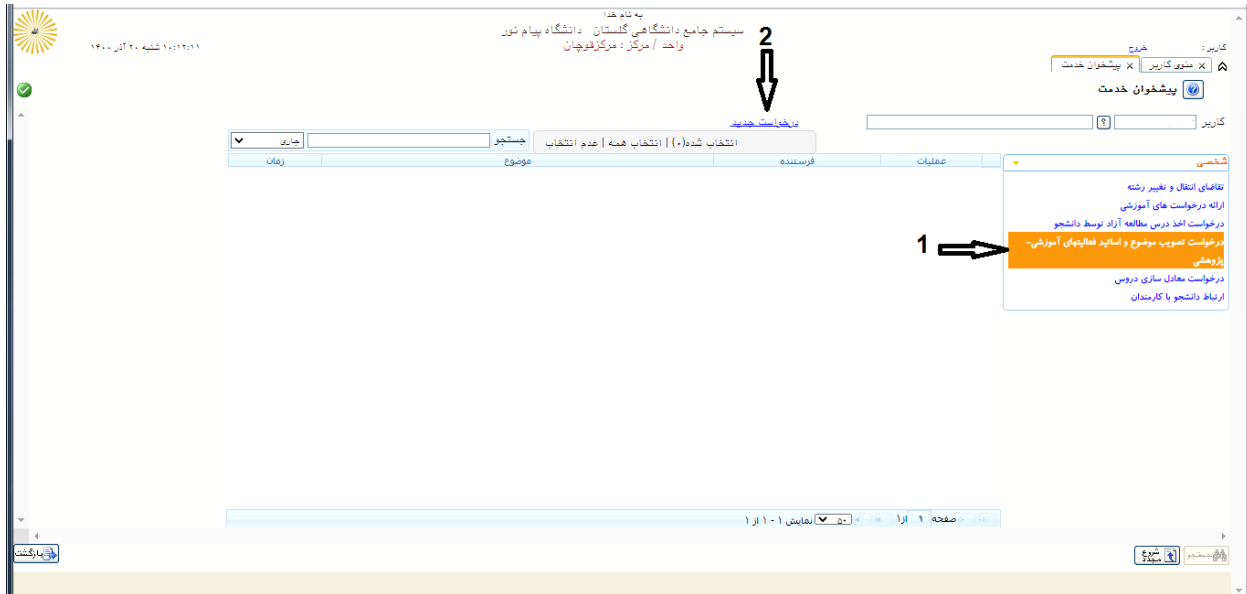 به نام خدا
سیستم جامع دانشگاهی گلستان دانشگاه پیام نور
واحد / مرکز : مرکزقوچان
۱۰:۱۲:۱۱ شنبه ۲۰ آذر ۱۴۰۰
کاربر : خروج
منوی کاربر x پیشخوان خدمت x
پیشخوان خدمت
2
کاربر ?
درخواست جدید
انتخاب شده(۰) | انتخاب همه | عدم انتخاب جستجو جاری
شخصی
عملیات فرستنده موضوع زمان
تقاضای انتقال و تغییر رشته
ارائه درخواست های آموزشی
درخواست اخذ درس مطالعه آزاد توسط دانشجو
درخواست تصویب موضوع و اساتید فعالیتهای آموزشی-
پژوهشی
1
درخواست معادل سازی دروس
ارتباط دانشجو با کارمندان
صفحه ۱ از۱ ۵۰ نمایش ۱ - ۱ از ۱
جستجو شروع مجدد بازگشت